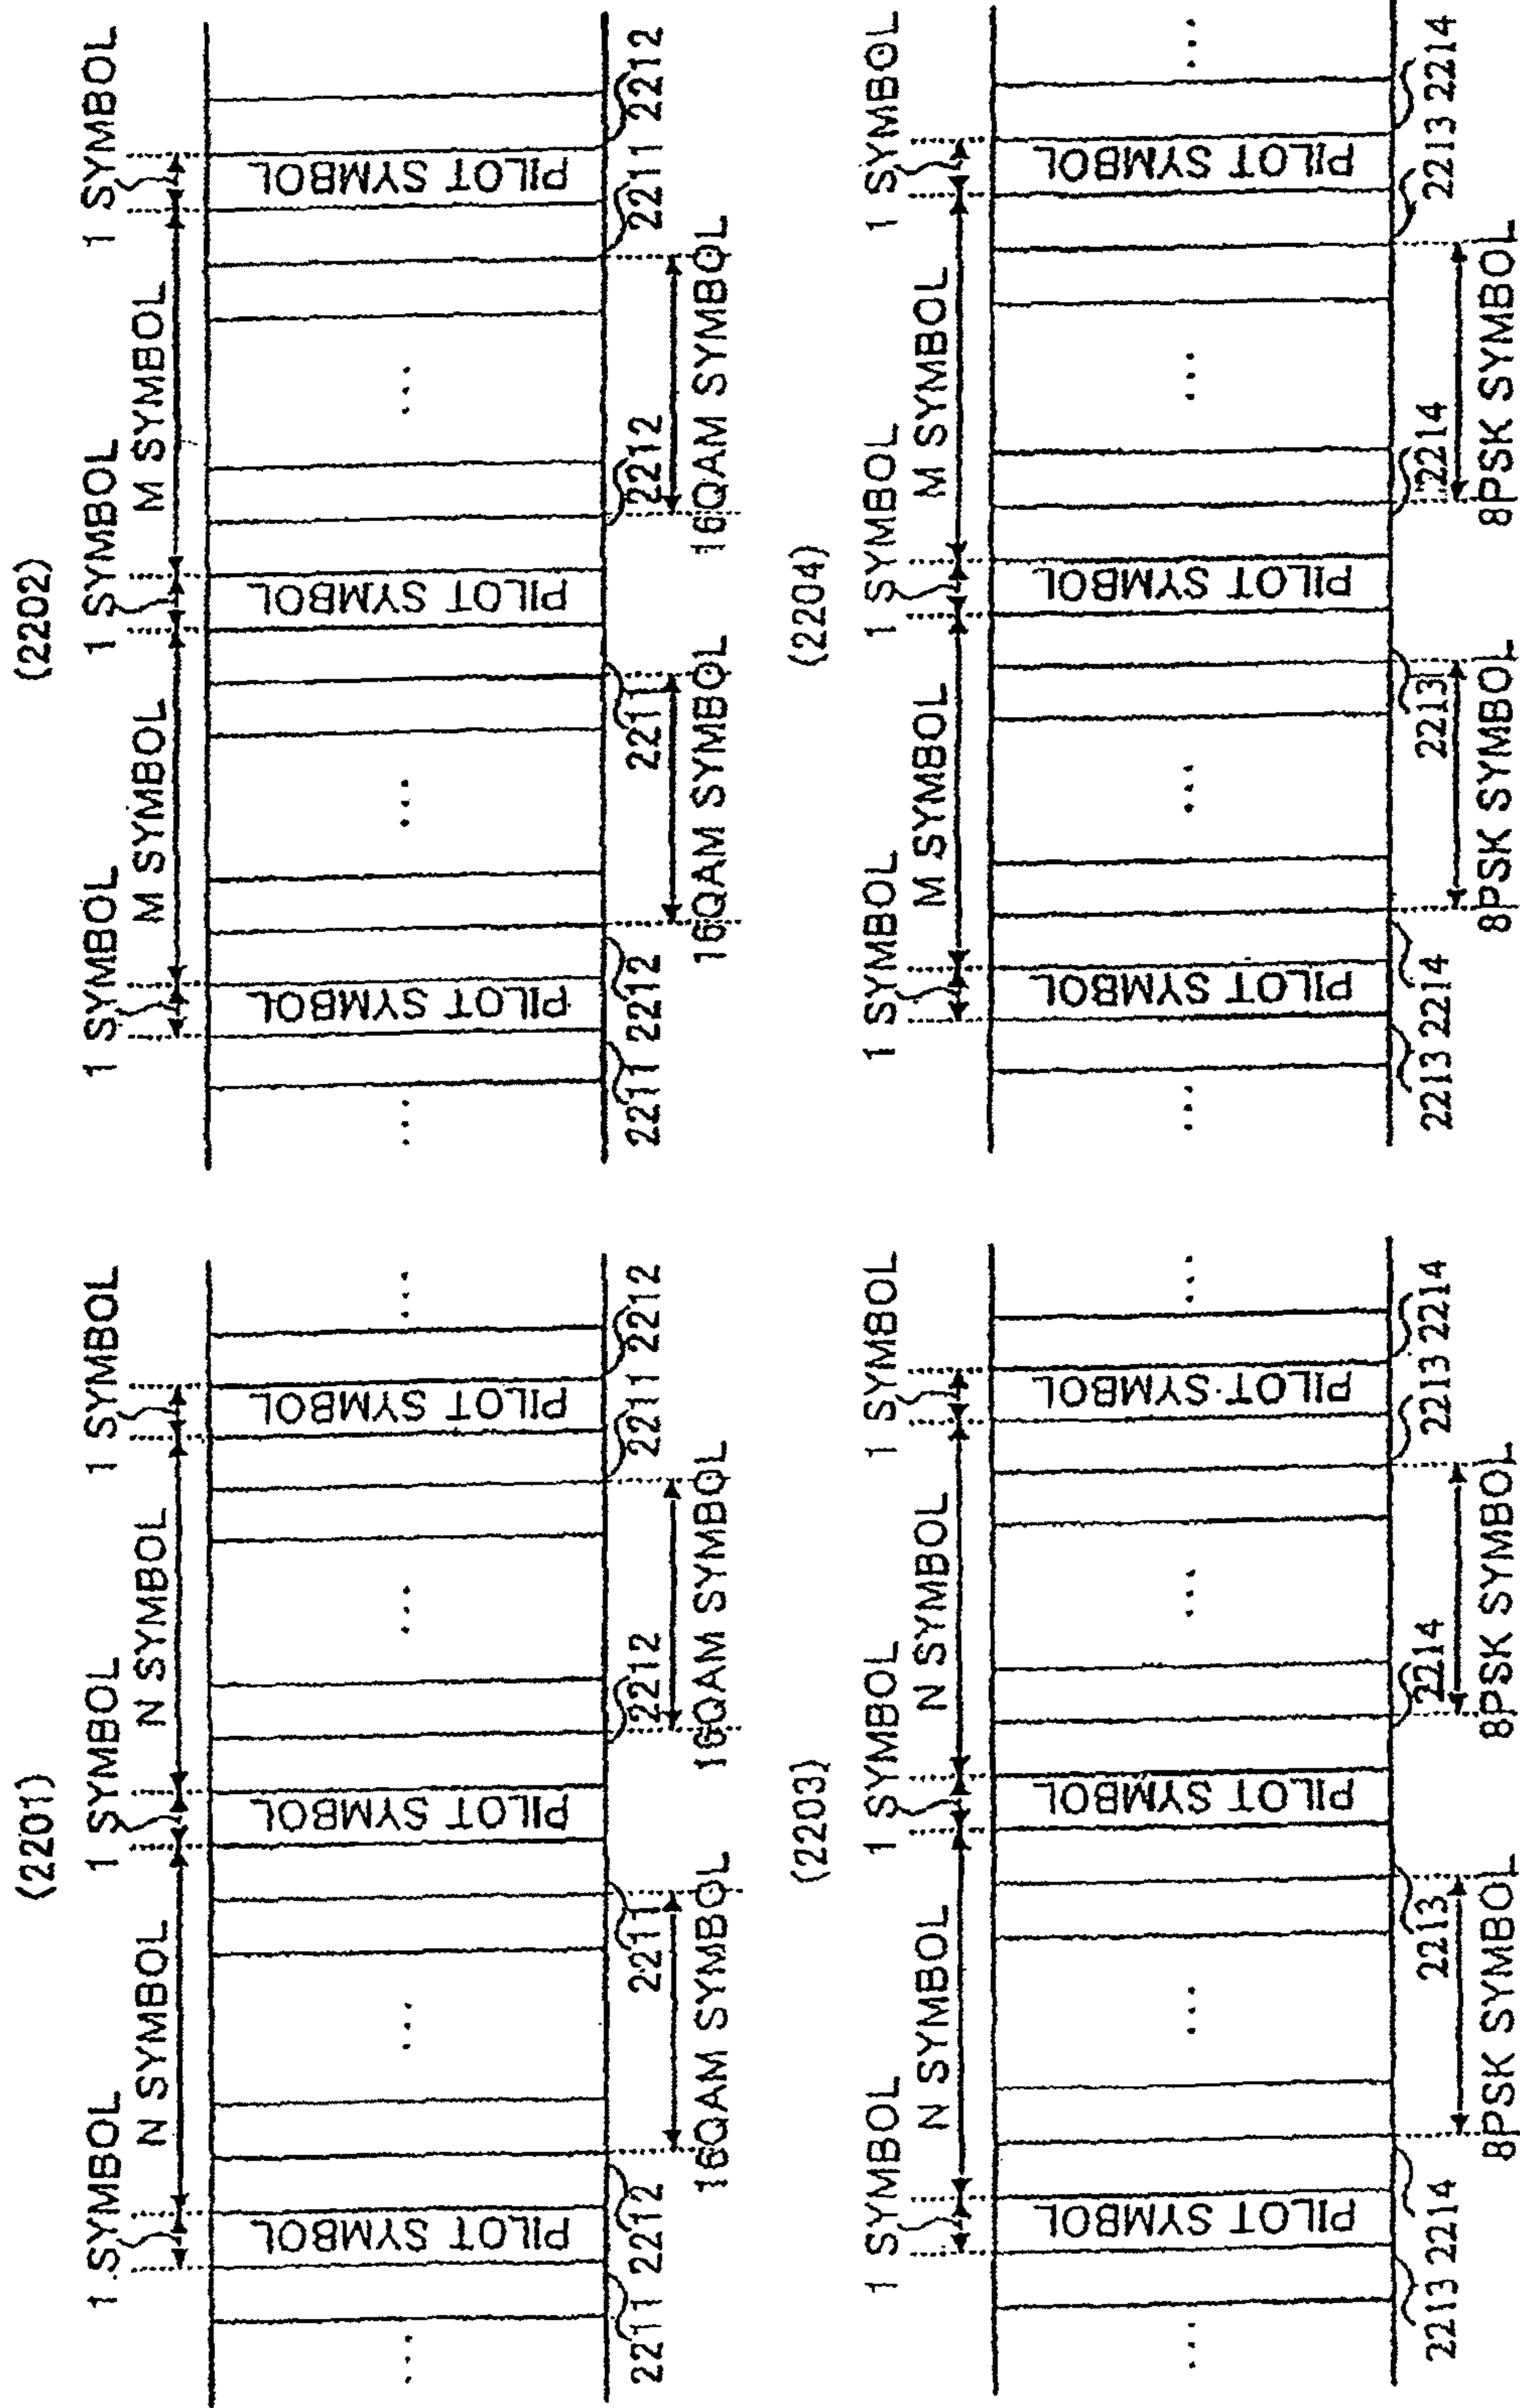 (2201)
1 SYMBOL 1 SYMBOL 1 SYMBOL
N SYMBOL N SYMBOL
PILOT SYMBOL PILOT SYMBOL PILOT SYMBOL
... ... ... ...
2211 2212 2211 2212 2211 2212
16QAM SYMBOL 16QAM SYMBOL
(2202)
1 SYMBOL 1 SYMBOL 1 SYMBOL
M SYMBOL M SYMBOL
PILOT SYMBOL PILOT SYMBOL PILOT SYMBOL
... ... ...
2211 2212 2211 2212 2211 2212
16QAM SYMBOL 16QAM SYMBOL
(2203)
1 SYMBOL 1 SYMBOL 1 SYMBOL
N SYMBOL N SYMBOL
PILOT SYMBOL PILOT SYMBOL PILOT SYMBOL
... ... ... ...
2213 2214 2213 2214 2213 2214
8PSK SYMBOL 8PSK SYMBOL
(2204)
1 SYMBOL 1 SYMBOL 1 SYMBOL
M SYMBOL M SYMBOL
PILOT SYMBOL PILOT SYMBOL PILOT SYMBOL
... ... ... ...
2213 2214 2213 2214 2213 2214
8PSK SYMBOL 8PSK SYMBOL